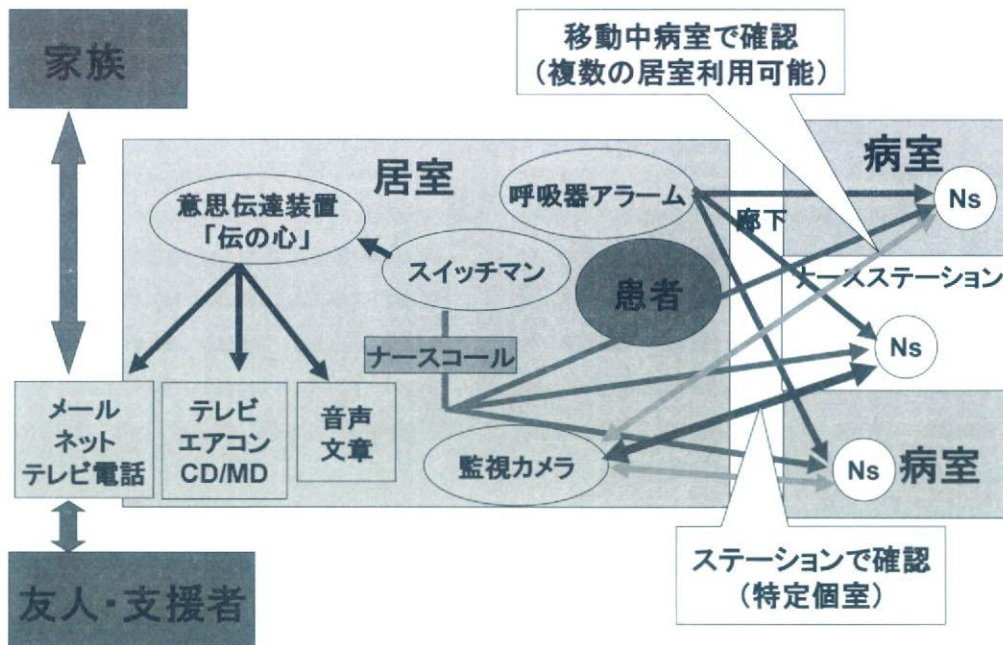 家族
移動中病室で確認
(複数の居室利用可能)
居室
病室
意思伝達装置
「伝の心」
呼吸器アラーム
Ns
廊下
スイッチマン
患者
ナースステーション
ナースコール
Ns
メール
ネット
テレビ電話
テレビ
エアコン
CD/MD
音声
文章
監視カメラ
Ns
病室
ステーションで確認
(特定個室)
友人・支援者